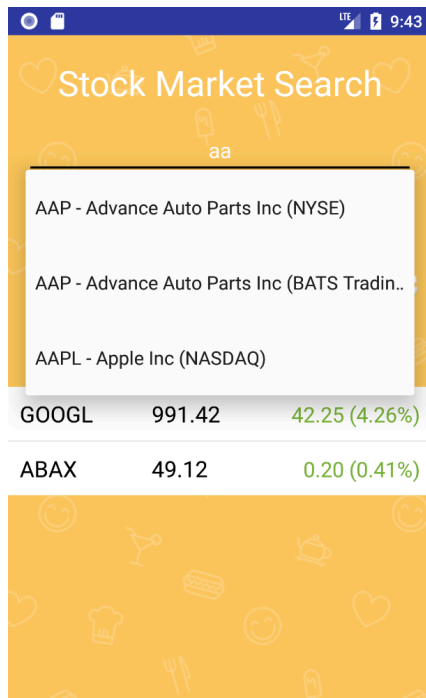 LTE 9:43
Stock Market Search
aa
AAP - Advance Auto Parts Inc (NYSE)
AAP - Advance Auto Parts Inc (BATS Tradin..
AAPL - Apple Inc (NASDAQ)
GOOGL 991.42 42.25 (4.26%)
ABAX 49.12 0.20 (0.41%)